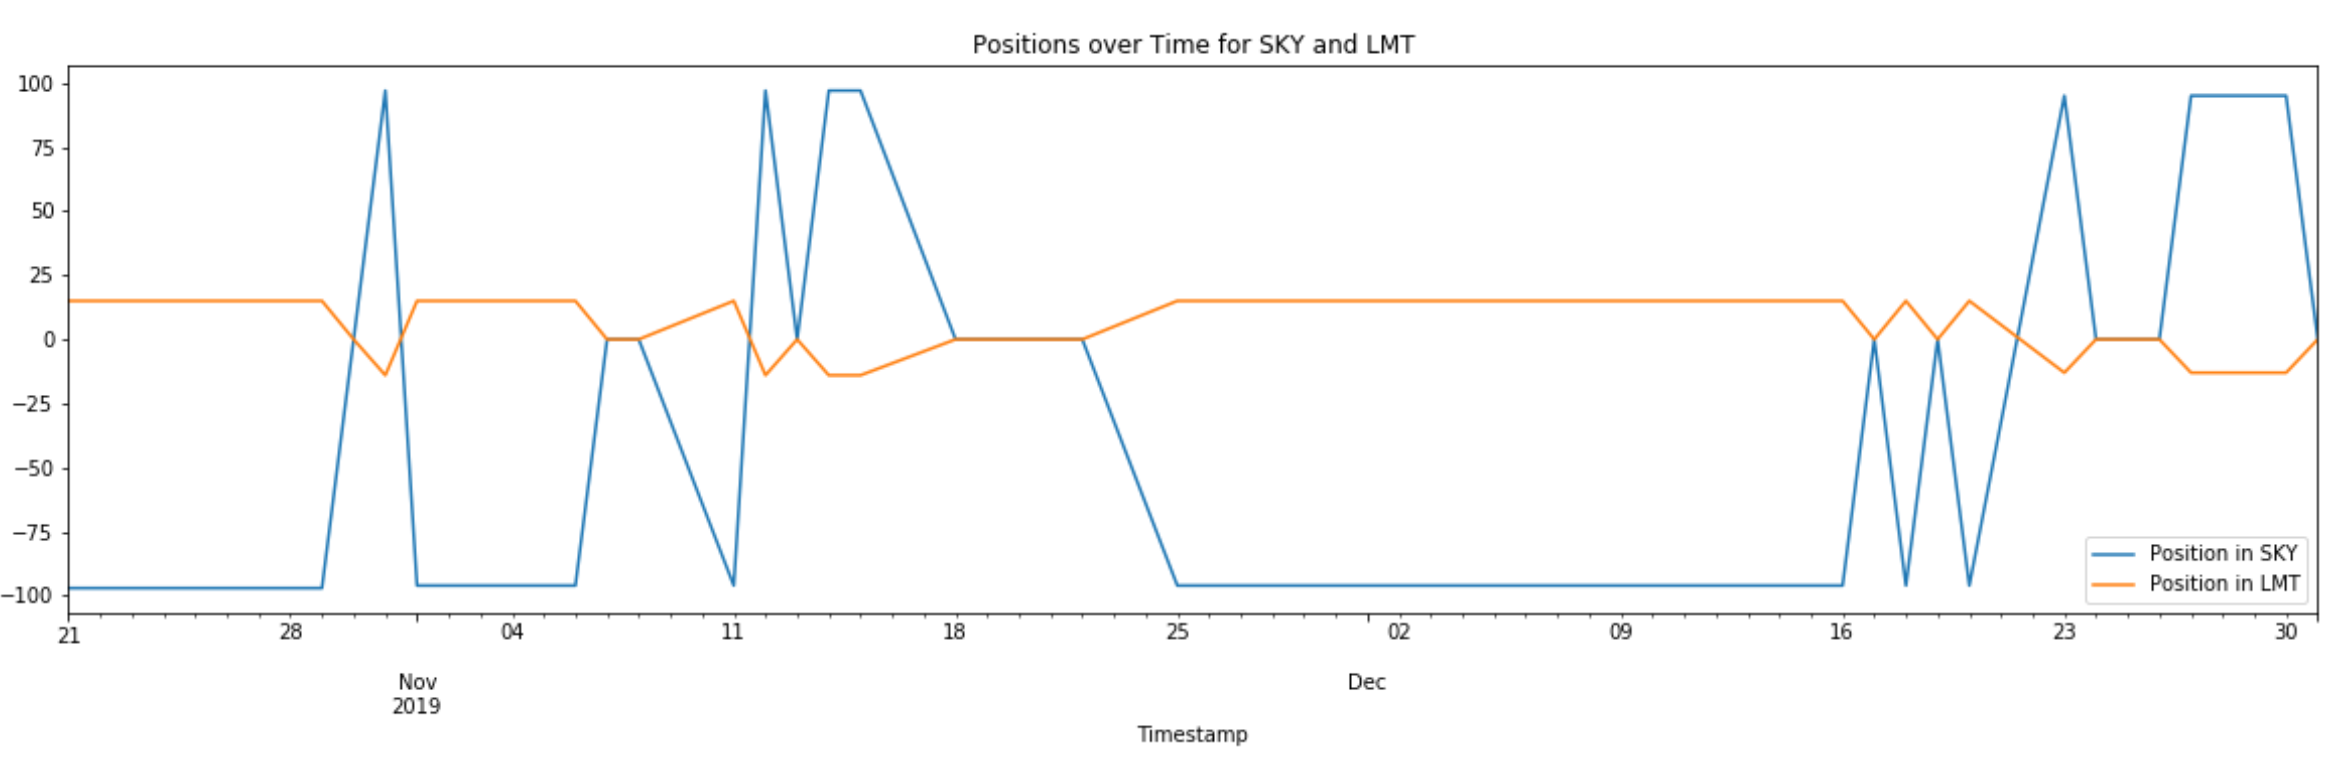 Positions over Time for SKY and LMT
100
75
50
25
0
−25
−50
−75
−100
Position in SKY
Position in LMT
21 28 04 11 18 25 02 09 16 23 30
Nov Dec
2019
Timestamp